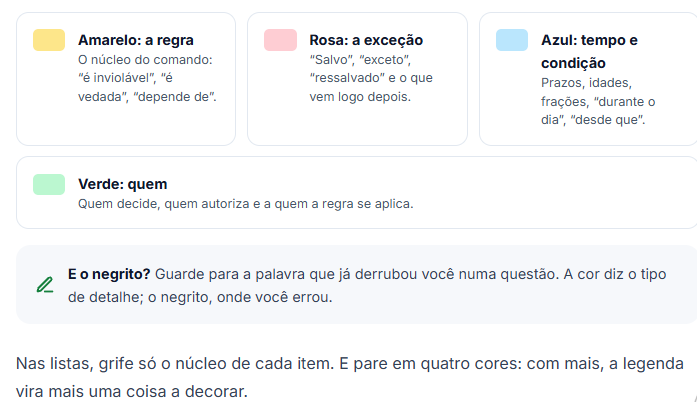 Amarelo: a regra
O núcleo do comando:
“é inviolável”, “é
vedada”, “depende de”.
Rosa: a exceção
“Salvo”, “exceto”,
“ressalvado” e o que
vem logo depois.
Azul: tempo e
condição
Prazos, idades,
frações, “durante o
dia”, “desde que”.
Verde: quem
Quem decide, quem autoriza e a quem a regra se aplica.
E o negrito? Guarde para a palavra que já derrubou você numa questão. A cor diz o tipo
de detalhe; o negrito, onde você errou.
Nas listas, grife só o núcleo de cada item. E pare em quatro cores: com mais, a legenda
vira mais uma coisa a decorar.